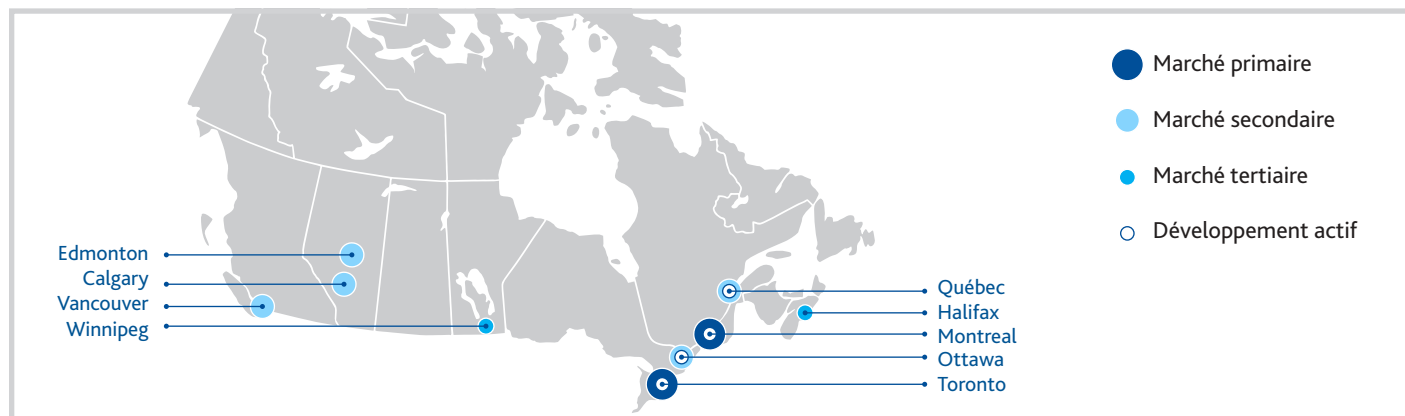 Marché primaire
Marché secondaire
Marché tertiaire
Développement actif
Edmonton
Calgary
Vancouver
Winnipeg
Québec
Halifax
Montreal
Ottawa
Toronto